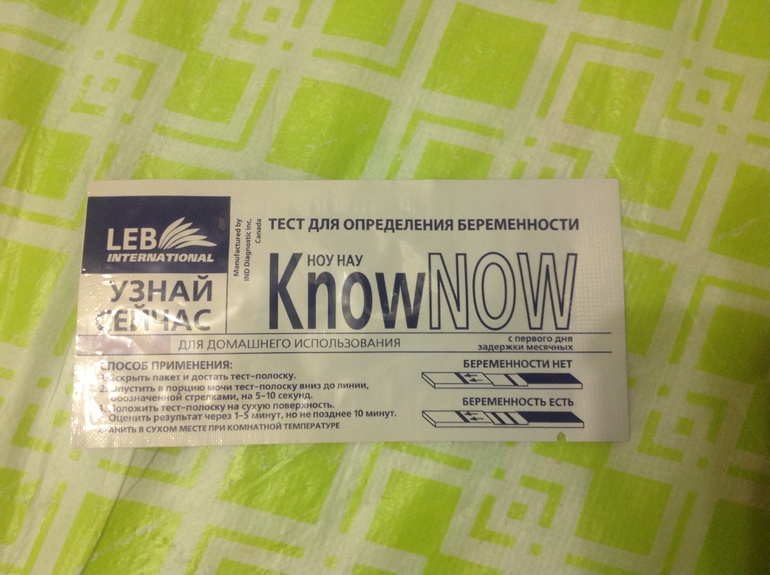 LEB
INTERNATIONAL
УЗНАЙ
СЕЙЧАС
Manufactured by
IND Diagnostic Inc.
Canada
ТЕСТ ДЛЯ ОПРЕДЕЛЕНИЯ БЕРЕМЕННОСТИ
НОУ НАУ
KnowNOW
ДЛЯ ДОМАШНЕГО ИСПОЛЬЗОВАНИЯ
с первого дня
задержки месячных
СПОСОБ ПРИМЕНЕНИЯ:
1. Вскрыть пакет и достать тест-полоску.
2. Опустить в порцию мочи тест-полоску вниз до линии,
обозначенной стрелками, на 5-10 секунд.
3. Положить тест-полоску на сухую поверхность.
Оценить результат через 1-5 минут, но не позднее 10 минут.
ХРАНИТЬ В СУХОМ МЕСТЕ ПРИ КОМНАТНОЙ ТЕМПЕРАТУРЕ
БЕРЕМЕННОСТИ НЕТ
БЕРЕМЕННОСТЬ ЕСТЬ